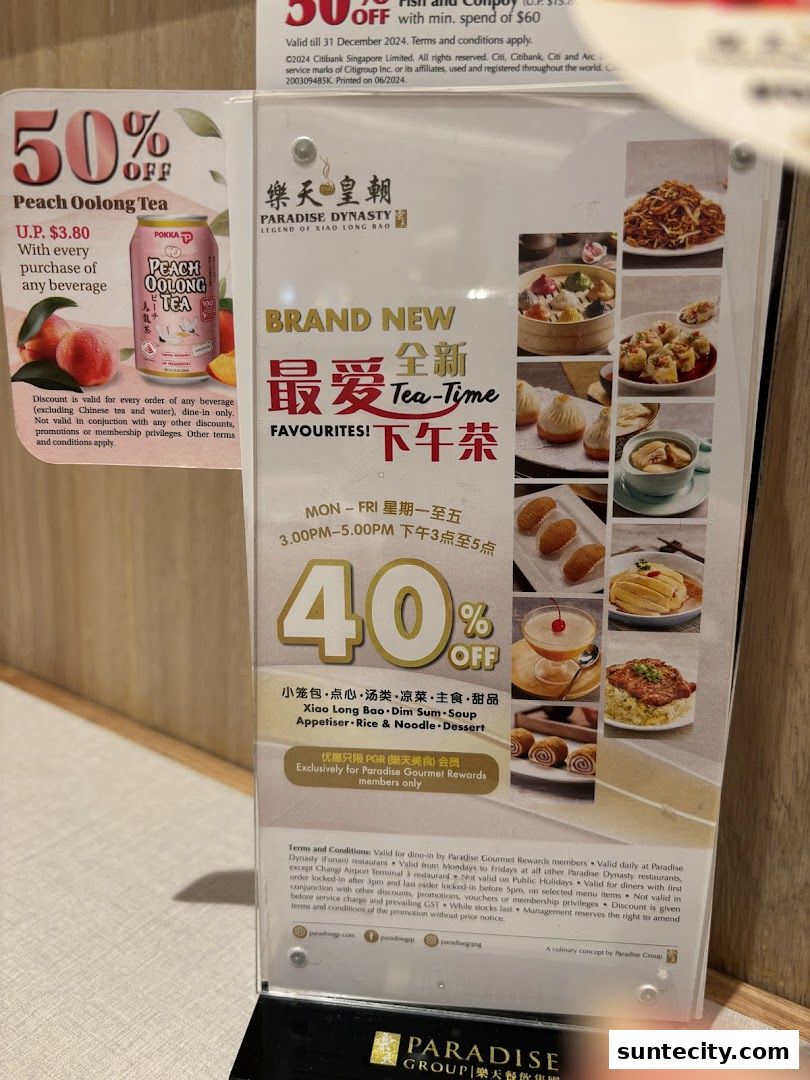 50%
OFF
Fish and Conpoy
with min. spend of $60
Valid till 31 December 2024. Terms and conditions apply.
©2024 Citibank Singapore Limited. All rights reserved. Citi, Citibank, Citi and Arc
service marks of Citigroup Inc. or its affiliates, used and registered throughout the world.
200309485K. Printed on 06/2024.
50%
OFF
Peach Oolong Tea
U.P. $3.80
With every
purchase of
any beverage
POKKA
PEACH
OOLONG
TEA
Discount is valid for every order of any beverage
(excluding Chinese tea and water), dine-in only.
Not valid in conjuction with any other discounts,
promotions or membership privileges. Other terms
and conditions apply.
樂天皇朝
PARADISE DYNASTY
LEGEND OF XIAO LONG BAO
BRAND NEW
最爱 全新
Tea-Time
FAVOURITES! 下午茶
MON – FRI 星期一至五
3.00PM–5.00PM 下午3点至5点
40%
OFF
小笼包·点心·汤类·凉菜·主食·甜品
Xiao Long Bao•Dim Sum•Soup
Appetiser•Rice & Noodle•Dessert
优惠只限 PGR (樂天美食) 会员
Exclusively for Paradise Gourmet Rewards
members only
Terms and Conditions: Valid for dine-in by Paradise Gourmet Rewards members • Valid daily at Paradise
Dynasty (Funan) restaurant • Valid from Mondays to Fridays at all other Paradise Dynasty restaurants,
except Changi Airport Terminal 3 restaurant • Not valid on Public Holidays • Valid for diners with first
order locked-in after 3pm and last order locked-in before 5pm, on selected menu items • Not valid in
conjunction with other discounts, promotions, vouchers or membership privileges • Discount is given
before service charge and prevailing GST • While stocks last • Management reserves the right to amend
terms and conditions of the promotion without prior notice.
paradisegp.com paradisegrp paradisegrpsg
A culinary concept by Paradise Group
PARADISE
GROUP|樂天餐飲集團
suntecity.com